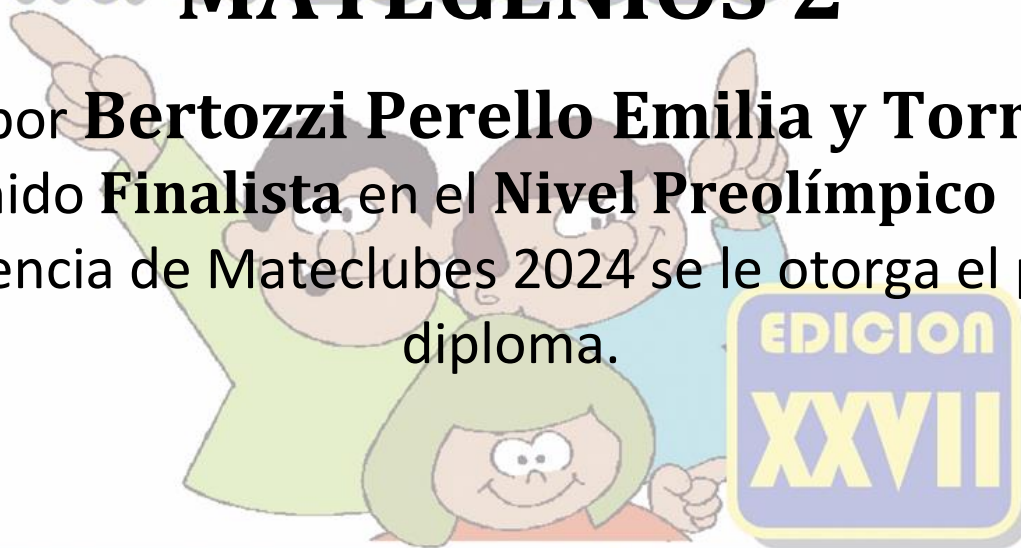 MATEGENIOS 2
por Bertozzi Perello Emilia y Torr
nido Finalista en el Nivel Preolímpico
encia de Mateclubes 2024 se le otorga el p
diploma.
EDICION
XXVII